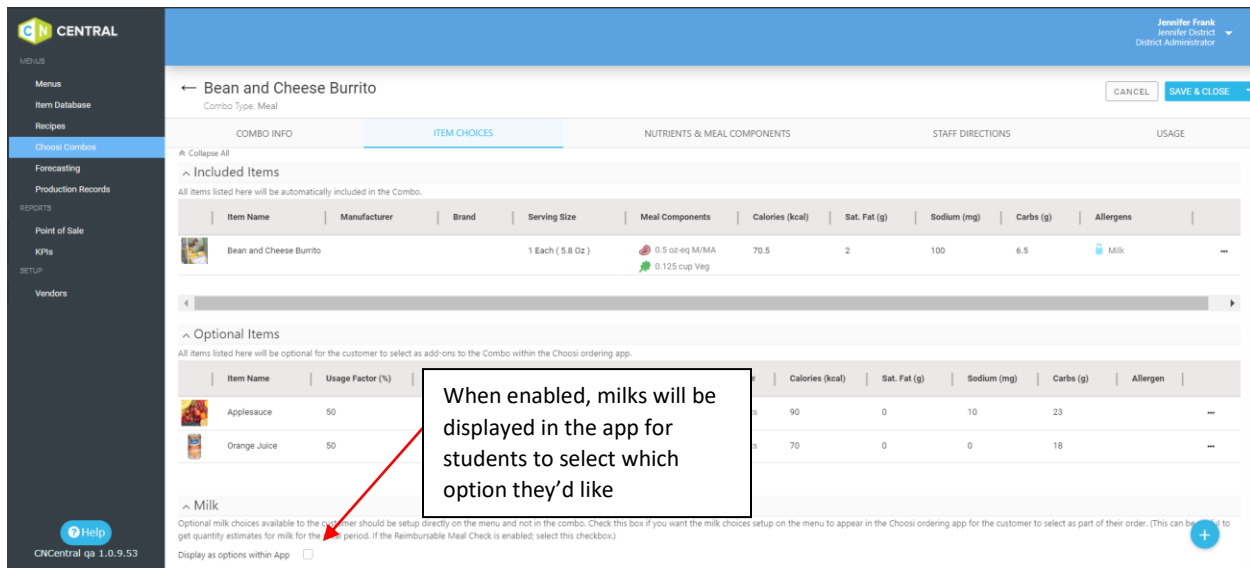 CN CENTRAL
Jennifer Frank
Jennifer District
District Administrator
MENUS
Menus
Item Database
Recipes
Choosi Combos
Forecasting
Production Records
REPORTS
Point of Sale
KPIs
SETUP
Vendors
Help
CNCentral qa 1.0.9.53
← Bean and Cheese Burrito
Combo Type: Meal
CANCEL SAVE & CLOSE
COMBO INFO ITEM CHOICES NUTRIENTS & MEAL COMPONENTS STAFF DIRECTIONS USAGE
Collapse All
Included Items
All items listed here will be automatically included in the Combo.
Item Name Manufacturer Brand Serving Size Meal Components Calories (kcal) Sat. Fat (g) Sodium (mg) Carbs (g) Allergens
Bean and Cheese Burrito 1 Each ( 5.8 Oz ) 0.5 oz-eq M/MA 70.5 2 100 6.5 Milk
0.125 cup Veg
Optional Items
All items listed here will be optional for the customer to select as add-ons to the Combo within the Choosi ordering app.
Item Name Usage Factor (%) Calories (kcal) Sat. Fat (g) Sodium (mg) Carbs (g) Allergen
Applesauce 50 90 0 10 23
Orange Juice 50 70 0 0 18
When enabled, milks will be
displayed in the app for
students to select which
option they’d like
Milk
Optional milk choices available to the customer should be setup directly on the menu and not in the combo. Check this box if you want the milk choices setup on the menu to appear in the Choosi ordering app for the customer to select as part of their order. (This can be to
get quantity estimates for milk for the period. If the Reimbursable Meal Check is enabled; select this checkbox.)
Display as options within App